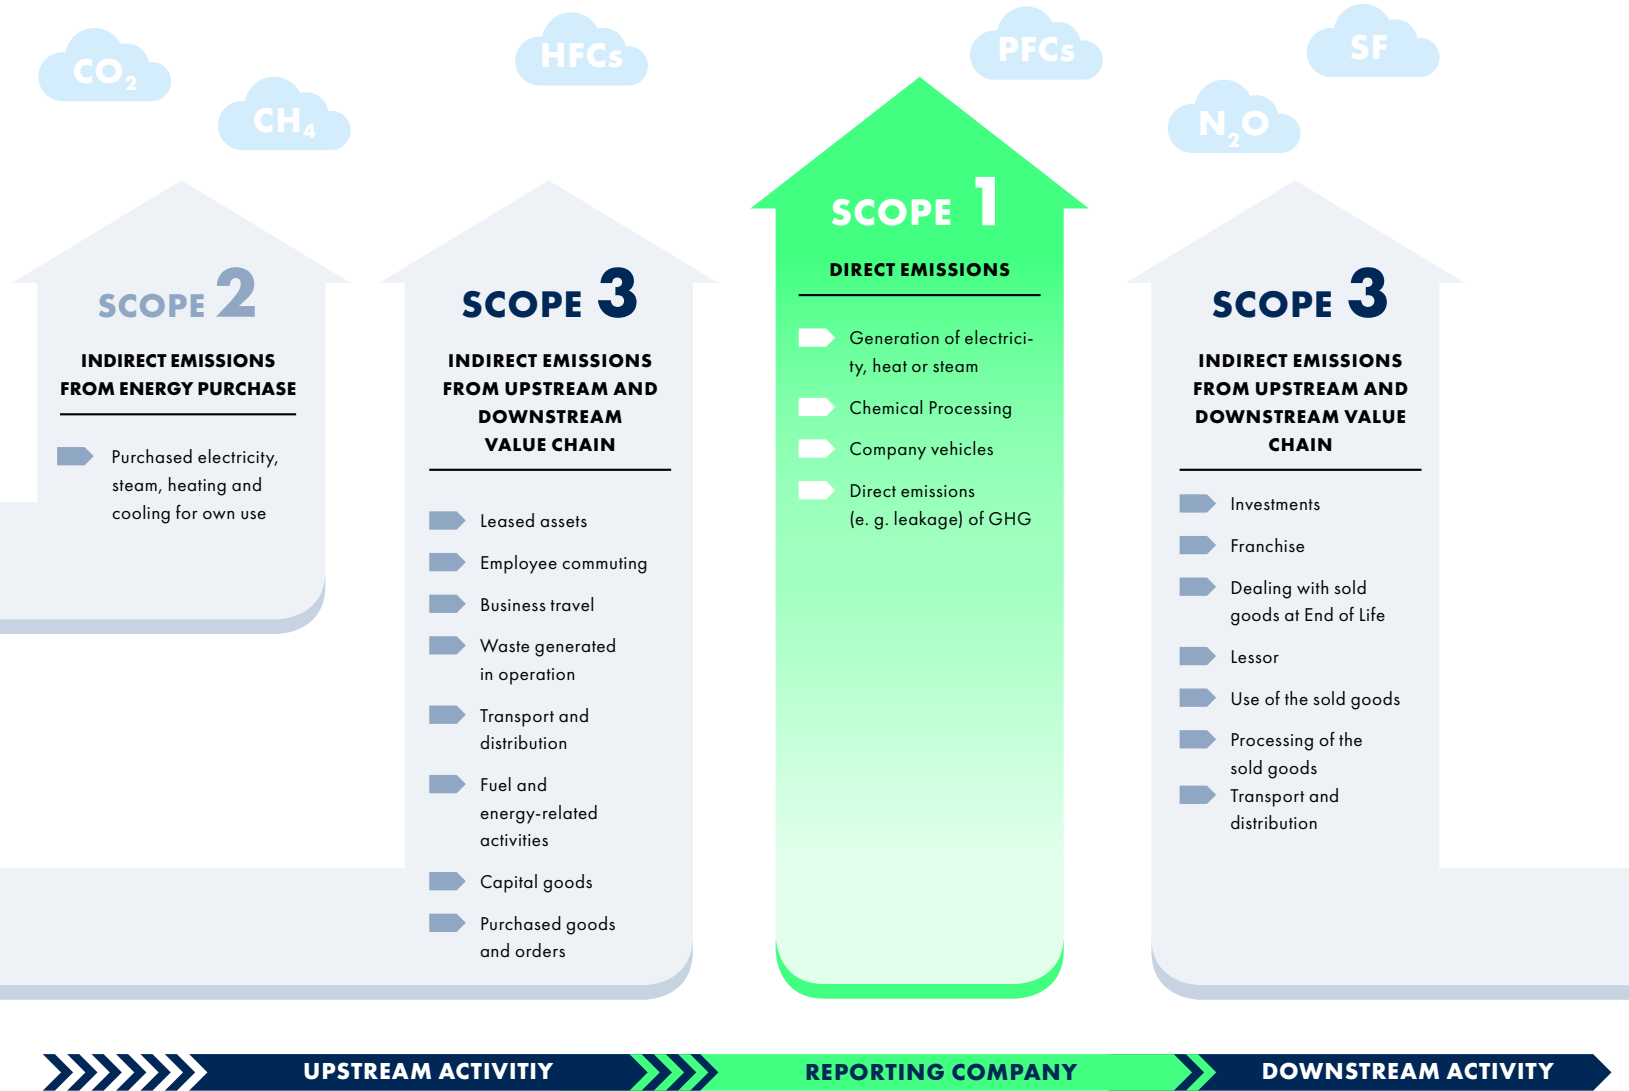 CO2
CH4
HFCs
PFCs
SF
N2O
SCOPE 2
INDIRECT EMISSIONS
FROM ENERGY PURCHASE
Purchased electricity,
steam, heating and
cooling for own use
SCOPE 3
INDIRECT EMISSIONS
FROM UPSTREAM AND
DOWNSTREAM
VALUE CHAIN
Leased assets
Employee commuting
Business travel
Waste generated
in operation
Transport and
distribution
Fuel and
energy-related
activities
Capital goods
Purchased goods
and orders
SCOPE 1
DIRECT EMISSIONS
Generation of electrici-
ty, heat or steam
Chemical Processing
Company vehicles
Direct emissions
(e. g. leakage) of GHG
SCOPE 3
INDIRECT EMISSIONS
FROM UPSTREAM AND
DOWNSTREAM VALUE
CHAIN
Investments
Franchise
Dealing with sold
goods at End of Life
Lessor
Use of the sold goods
Processing of the
sold goods
Transport and
distribution
UPSTREAM ACTIVITIY
REPORTING COMPANY
DOWNSTREAM ACTIVITY